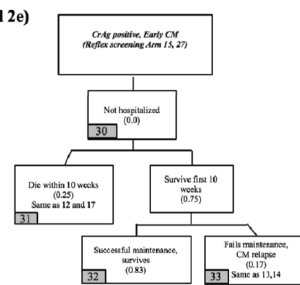 2e)
CrAg positive, Early CM
(Reflex screening Arm 15, 27)
Not hospitalized
(0.0)
30
Die within 10 weeks
(0.25)
Same as 12 and 17
31
Survive first 10
weeks
(0.75)
Successful maintenance,
survives
(0.83)
32
Fails maintenance,
CM relapse
(0.17)
Same as 13,14
33